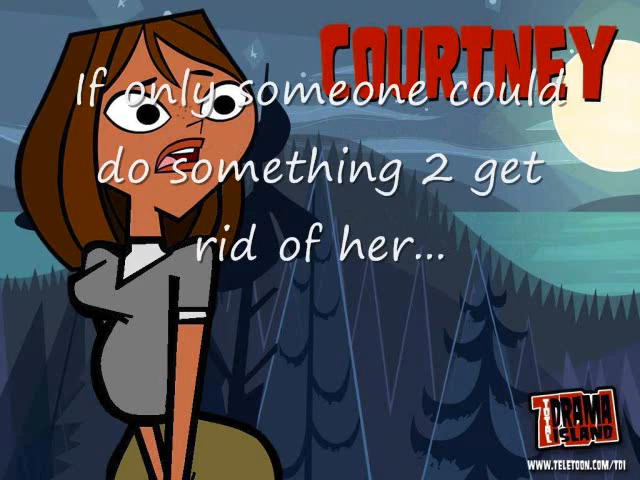 COURTNEY
If only someone could
do something 2 get
rid of her...
TOTAL
DRAMA
ISLAND
WWW.TELETOON.COM/TDI